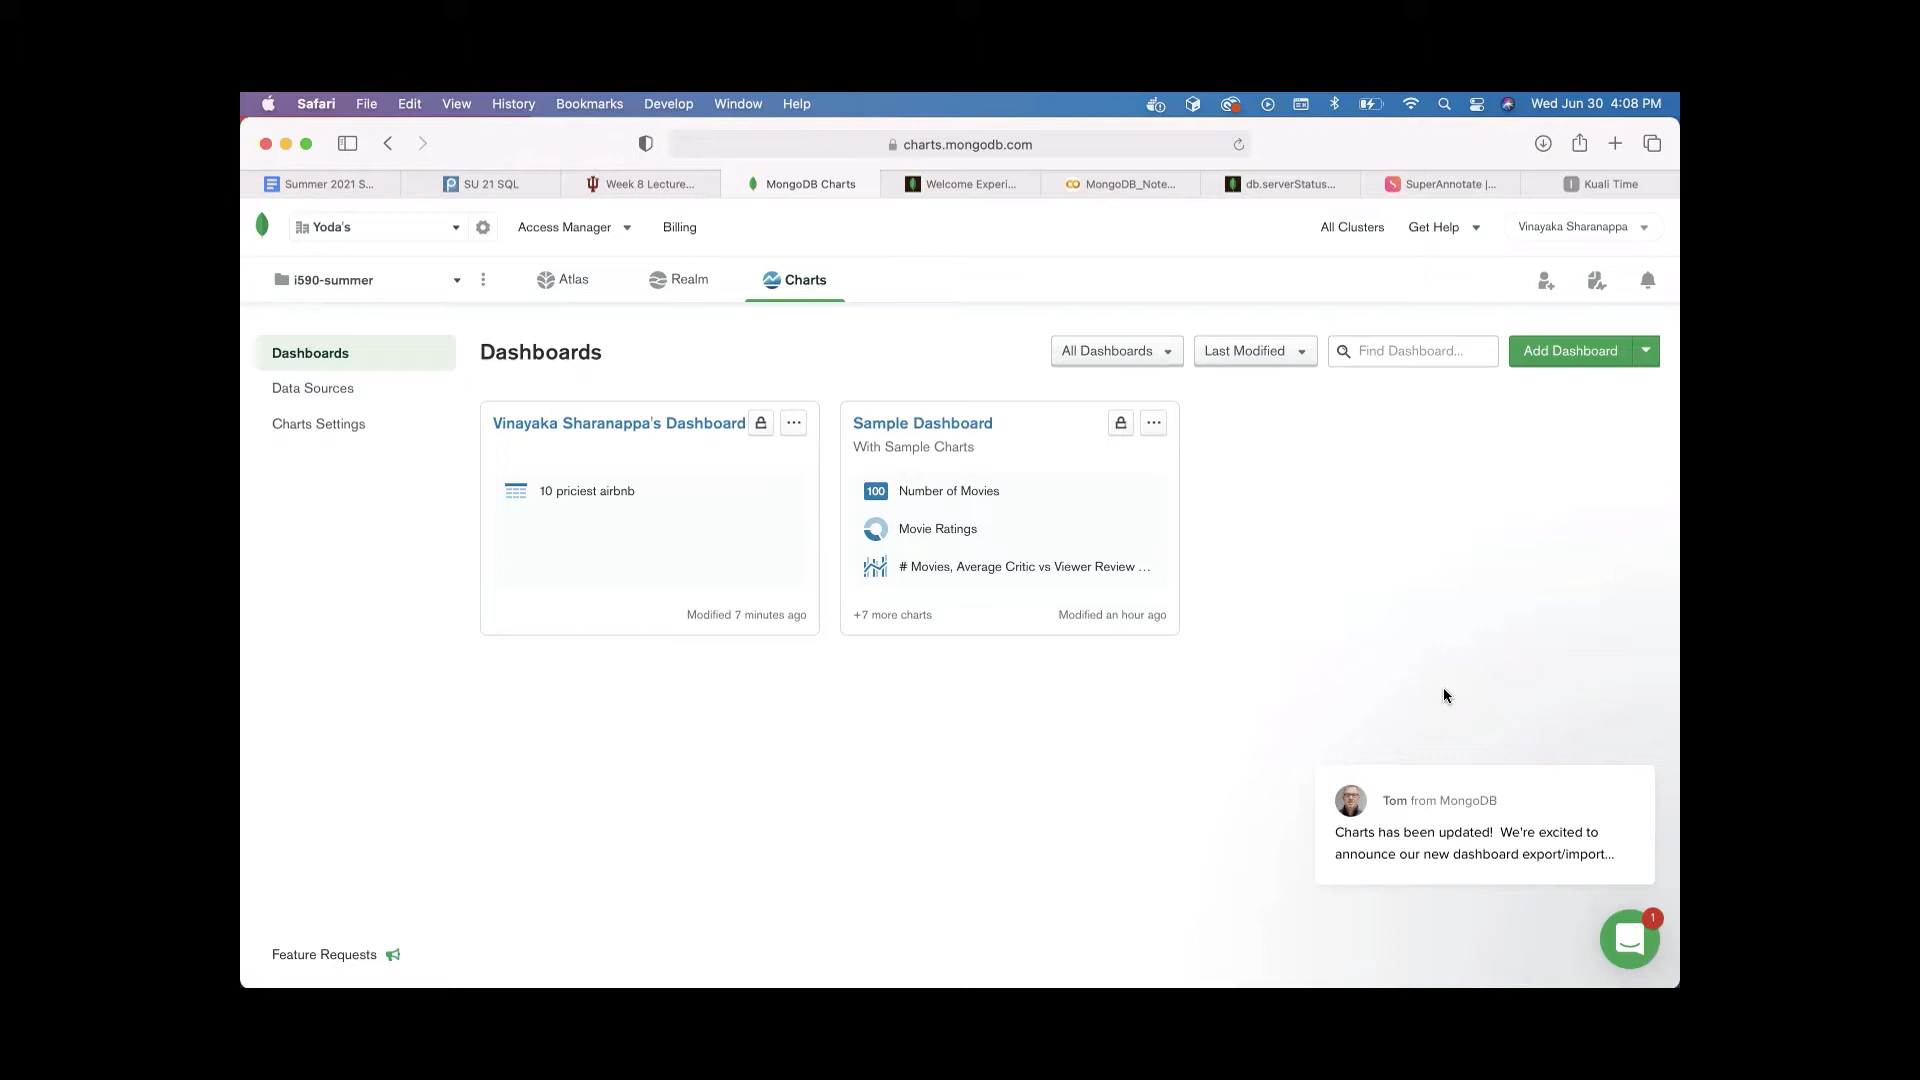 Safari File Edit View History Bookmarks Develop Window Help Wed Jun 30 4:08 PM
charts.mongodb.com
Summer 2021 S... SU 21 SQL Week 8 Lecture... MongoDB Charts Welcome Experi... MongoDB_Note... db.serverStatus... SuperAnnotate |... Kuali Time
Yoda's Access Manager Billing All Clusters Get Help Vinayaka Sharanappa
i590-summer Atlas Realm Charts
Dashboards
Data Sources
Charts Settings
Dashboards All Dashboards Last Modified Find Dashboard... Add Dashboard
Vinayaka Sharanappa's Dashboard
10 priciest airbnb
Modified 7 minutes ago
Sample Dashboard
With Sample Charts
100 Number of Movies
Movie Ratings
# Movies, Average Critic vs Viewer Review ...
+7 more charts Modified an hour ago
Tom from MongoDB
Charts has been updated! We're excited to
announce our new dashboard export/import...
1
Feature Requests